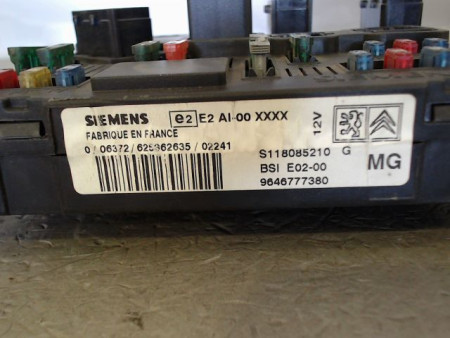 SIEMENS e2 E2 AI-00 XXXX
FABRIQUE EN FRANCE
0 / 06372 / 625362635 / 02241
12V
S118085210 G
BSI E02-00
9646777380
MG